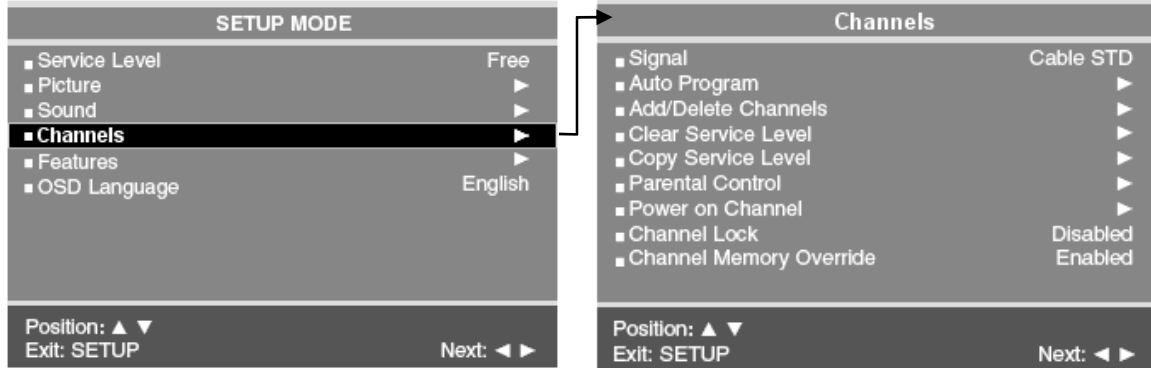 SETUP MODE
Service Level Free
Picture ►
Sound ►
Channels ►
Features ►
OSD Language English
Position: ▲ ▼
Exit: SETUP Next: ◄ ►
Channels
Signal Cable STD
Auto Program ►
Add/Delete Channels ►
Clear Service Level ►
Copy Service Level ►
Parental Control ►
Power on Channel ►
Channel Lock Disabled
Channel Memory Override Enabled
Position: ▲ ▼
Exit: SETUP Next: ◄ ►